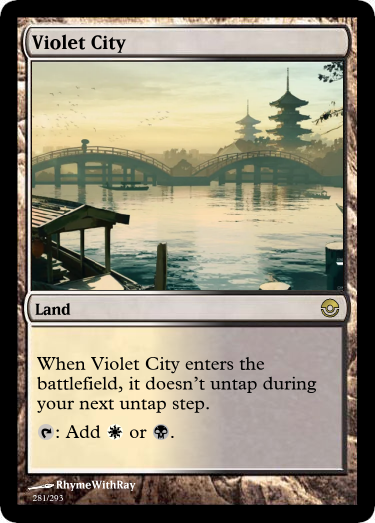 Violet City
Land
When Violet City enters the
battlefield, it doesn't untap during
your next untap step.
: Add or .
RhymeWithRay
281/293